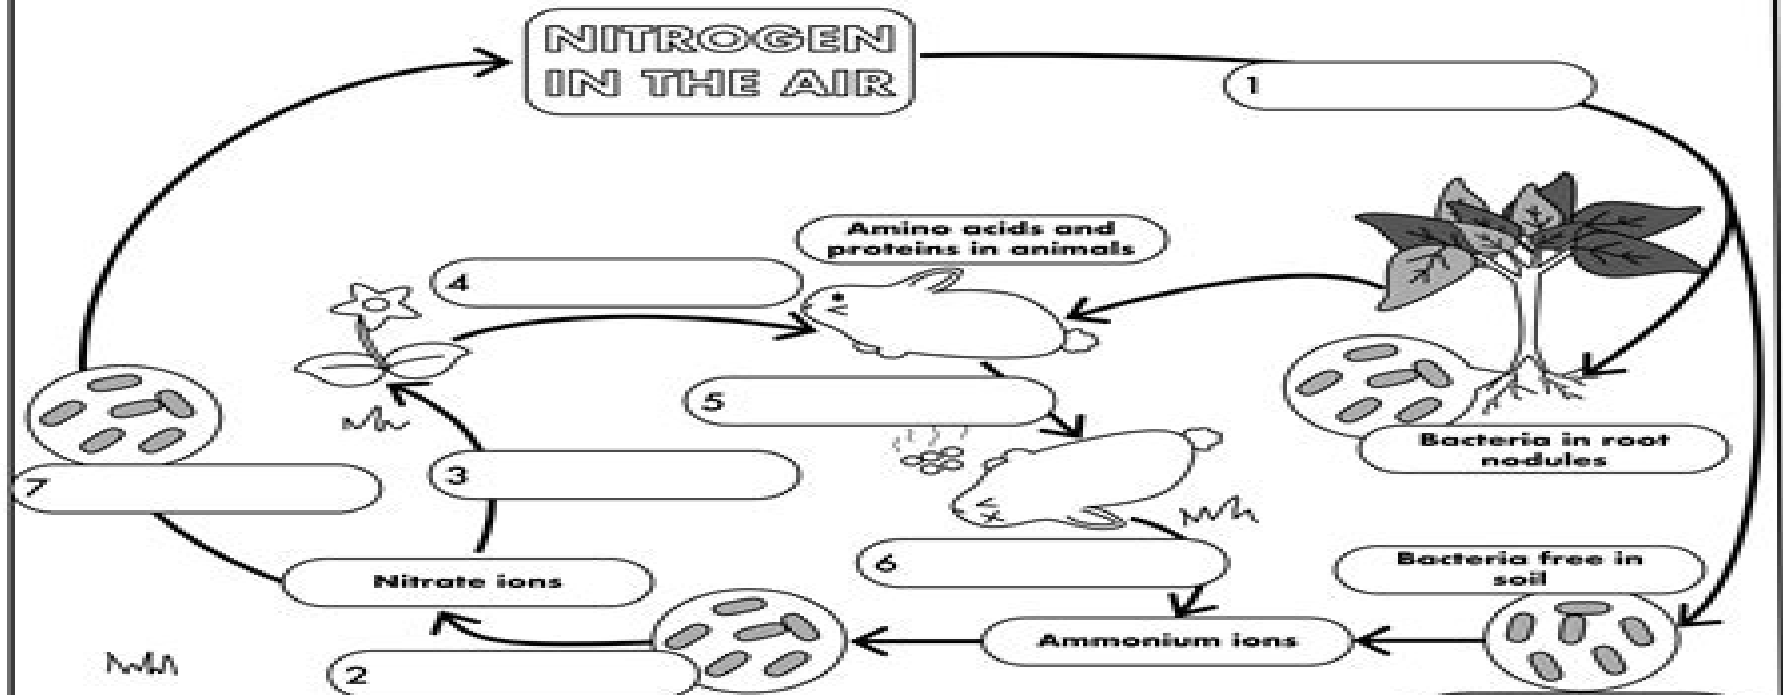 NITROGEN
IN THE AIR
1
Amino acids and
proteins in animals
4
5
Bacteria in root
nodules
3
7
6
Bacteria free in
soil
Nitrate ions
Ammonium ions
2